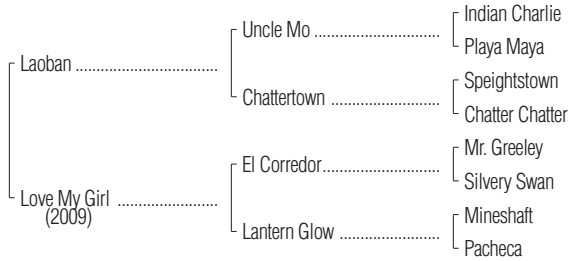 Indian Charlie
Uncle Mo
Playa Maya
Laoban
Speightstown
Chattertown
Chatter Chatter
Mr. Greeley
El Corredor
Silvery Swan
Love My Girl
(2009)
Mineshaft
Lantern Glow
Pacheca